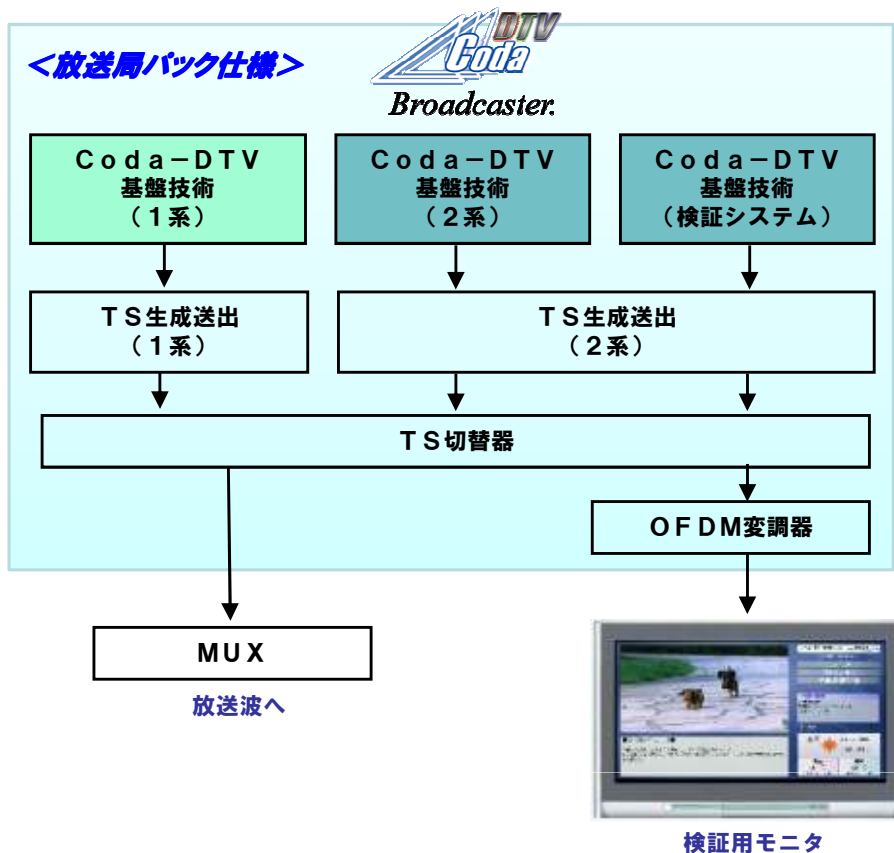 <放送局パック仕様>
DTV
Coda
Broadcaster.
Ｃｏｄａ－ＤＴＶ
基盤技術
（１系）
Ｃｏｄａ－ＤＴＶ
基盤技術
（２系）
Ｃｏｄａ－ＤＴＶ
基盤技術
（検証システム）
ＴＳ生成送出
（１系）
ＴＳ生成送出
（２系）
ＴＳ切替器
ＯＦＤＭ変調器
ＭＵＸ
放送波へ
検証用モニタ